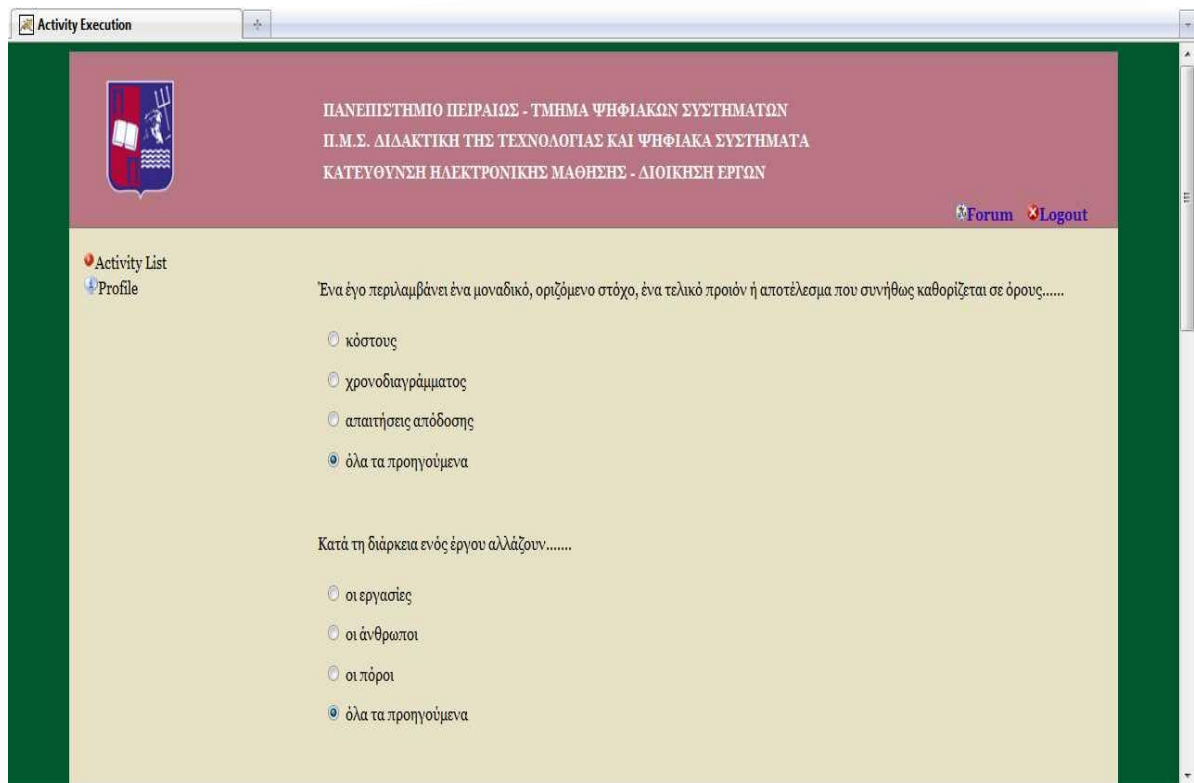 Activity Execution
ΠΑΝΕΠΙΣΤΗΜΙΟ ΠΕΙΡΑΙΩΣ - ΤΜΗΜΑ ΨΗΦΙΑΚΩΝ ΣΥΣΤΗΜΑΤΩΝ
Π.Μ.Σ. ΔΙΔΑΚΤΙΚΗ ΤΗΣ ΤΕΧΝΟΛΟΓΙΑΣ ΚΑΙ ΨΗΦΙΑΚΑ ΣΥΣΤΗΜΑΤΑ
ΚΑΤΕΥΘΥΝΣΗ ΗΛΕΚΤΡΟΝΙΚΗΣ ΜΑΘΗΣΗΣ - ΔΙΟΙΚΗΣΗ ΕΡΓΩΝ
Forum Logout
Activity List
Profile
Ένα έγο περιλαμβάνει ένα μοναδικό, οριζόμενο στόχο, ένα τελικό προιόν ή αποτέλεσμα που συνήθως καθορίζεται σε όρους......
κόστους
χρονοδιαγράμματος
απαιτήσεις απόδοσης
όλα τα προηγούμενα
Κατά τη διάρκεια ενός έργου αλλάζουν.......
οι εργασίες
οι άνθρωποι
οι πόροι
όλα τα προηγούμενα